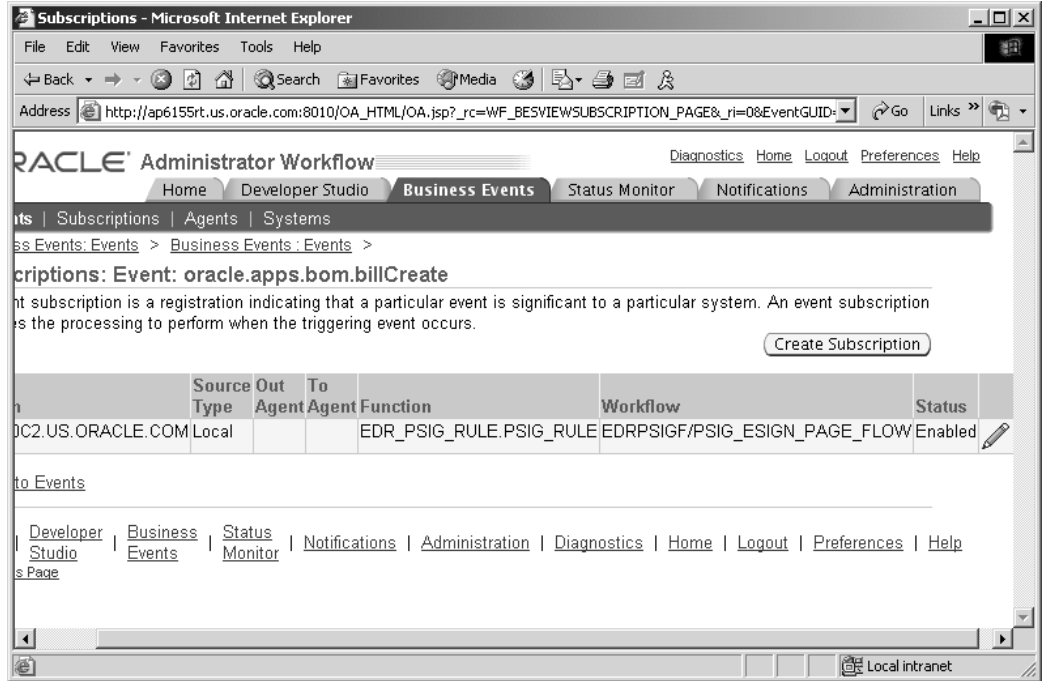 Subscriptions - Microsoft Internet Explorer
File Edit View Favorites Tools Help
Back Search Favorites Media
Address http://ap6155rt.us.oracle.com:8010/OA_HTML/OA.jsp?_rc=WF_BESVIEWSUBSCRIPTION_PAGE&_ri=0&EventGUID= Go Links »
RACLE Administrator Workflow
Diagnostics Home Logout Preferences Help
Home Developer Studio Business Events Status Monitor Notifications Administration
nts | Subscriptions | Agents | Systems
ss Events: Events > Business Events : Events >
criptions: Event: oracle.apps.bom.billCreate
nt subscription is a registration indicating that a particular event is significant to a particular system. An event subscription
es the processing to perform when the triggering event occurs.
Create Subscription
Source Out To
n Type Agent Agent Function Workflow Status
0C2.US.ORACLE.COM Local EDR_PSIG_RULE.PSIG_RULE EDRPSIGF/PSIG_ESIGN_PAGE_FLOW Enabled
to Events
| Developer | Business | Status | Notifications | Administration | Diagnostics | Home | Logout | Preferences | Help
Studio Events Monitor
s Page
Local intranet